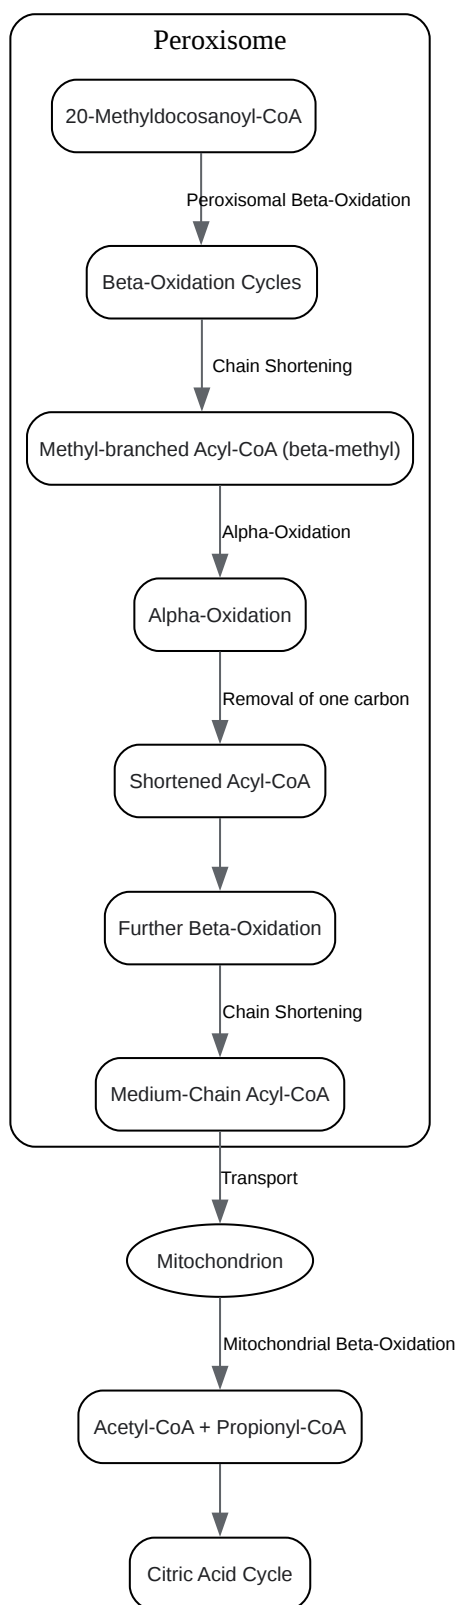 Peroxisome
20-Methyldocosanoyl-CoA
Peroxisomal Beta-Oxidation
Beta-Oxidation Cycles
Chain Shortening
Methyl-branched Acyl-CoA (beta-methyl)
Alpha-Oxidation
Alpha-Oxidation
Removal of one carbon
Shortened Acyl-CoA
Further Beta-Oxidation
Chain Shortening
Medium-Chain Acyl-CoA
Transport
Mitochondrion
Mitochondrial Beta-Oxidation
Acetyl-CoA + Propionyl-CoA
Citric Acid Cycle